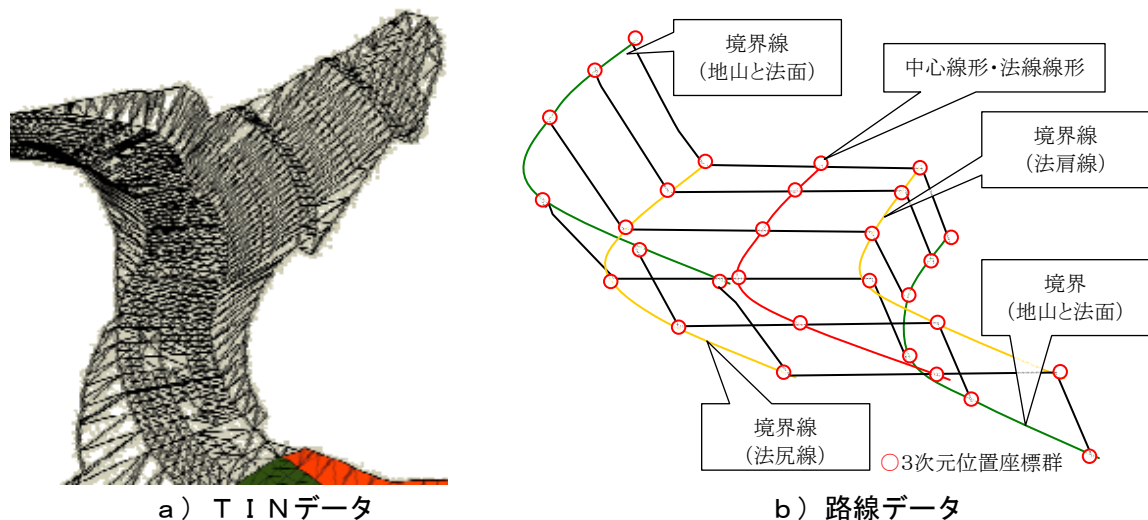 境界線
(地山と法面)
中心線形・法線線形
境界線
(法肩線)
境界
(地山と法面)
境界線
(法尻線)
○3次元位置座標群
a) TINデータ
b) 路線データ